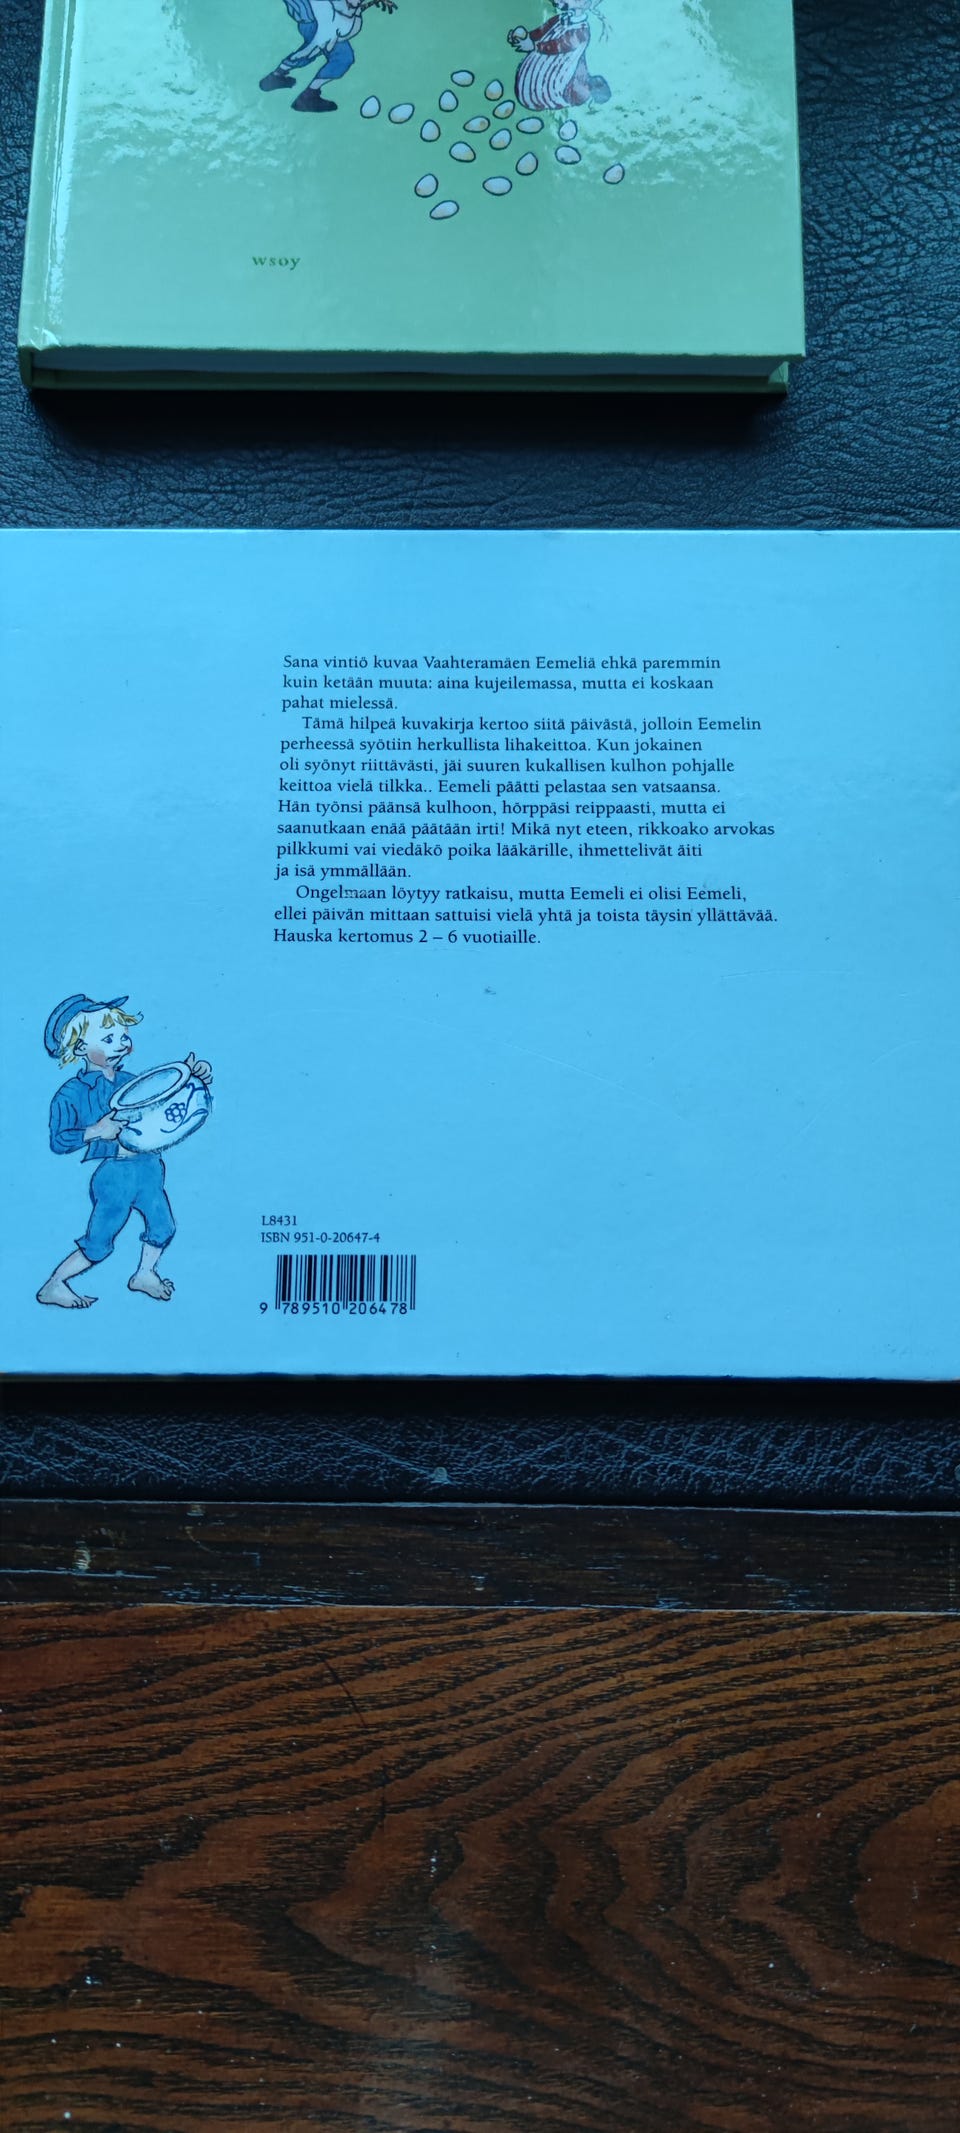 wsoy
Sana vintiö kuvaa Vaahteramäen Eemeliä ehkä paremmin
kuin ketään muuta: aina kujeilemassa, mutta ei koskaan
pahat mielessä.
Tämä hilpeä kuvakirja kertoo siitä päivästä, jolloin Eemelin
perheessä syötiin herkullista lihakeittoa. Kun jokainen
oli syönyt riittävästi, jäi suuren kukallisen kulhon pohjalle
keittoa vielä tilkka.. Eemeli päätti pelastaa sen vatsaansa.
Hän työnsi päänsä kulhoon, hörppäsi reippaasti, mutta ei
saanutkaan enää päätään irti! Mikä nyt eteen, rikkoako arvokas
pilkkumi vai viedäkö poika lääkärille, ihmettelivät äiti
ja isä ymmällään.
Ongelmaan löytyy ratkaisu, mutta Eemeli ei olisi Eemeli,
ellei päivän mittaan sattuisi vielä yhtä ja toista täysin yllättävää.
Hauska kertomus 2 – 6 vuotiaille.
L8431
ISBN 951-0-20647-4
9 789510 206478